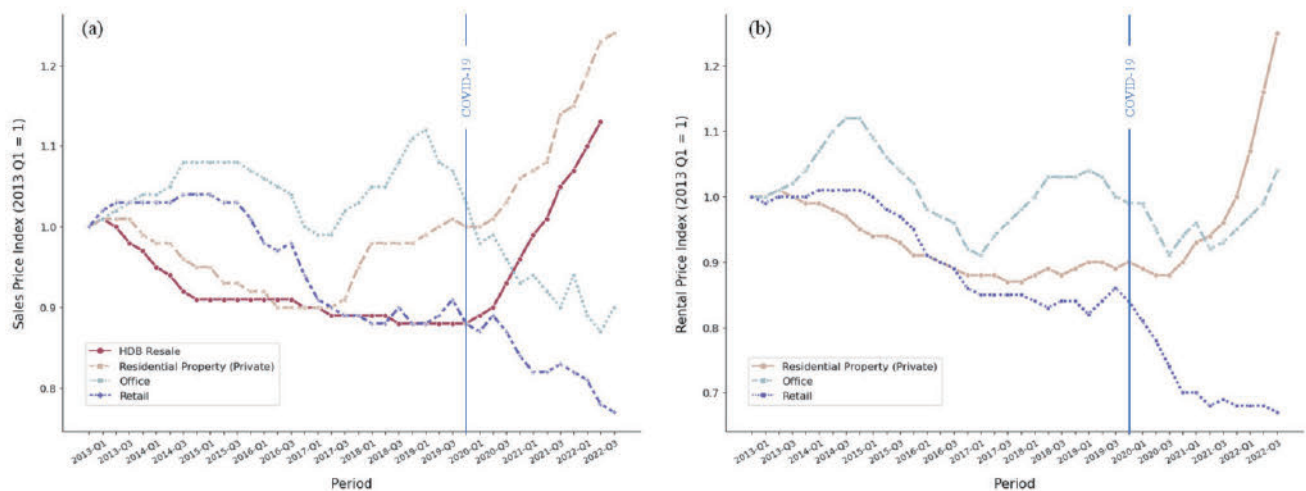 (a)
Sales Price Index (2013 Q1 = 1)
1.2
1.1
1.0
0.9
0.8
COVID-19
HDB Resale
Residential Property (Private)
Office
Retail
2013-Q1
2013-Q3
2014-Q1
2014-Q3
2015-Q1
2015-Q3
2016-Q1
2016-Q3
2017-Q1
2017-Q3
2018-Q1
2018-Q3
2019-Q1
2019-Q3
2020-Q1
2020-Q3
2021-Q1
2021-Q3
2022-Q1
2022-Q3
Period
(b)
Rental Price Index (2013 Q1 = 1)
1.2
1.1
1.0
0.9
0.8
0.7
COVID-19
Residential Property (Private)
Office
Retail
2013-Q1
2013-Q3
2014-Q1
2014-Q3
2015-Q1
2015-Q3
2016-Q1
2016-Q3
2017-Q1
2017-Q3
2018-Q1
2018-Q3
2019-Q1
2019-Q3
2020-Q1
2020-Q3
2021-Q1
2021-Q3
2022-Q1
2022-Q3
Period